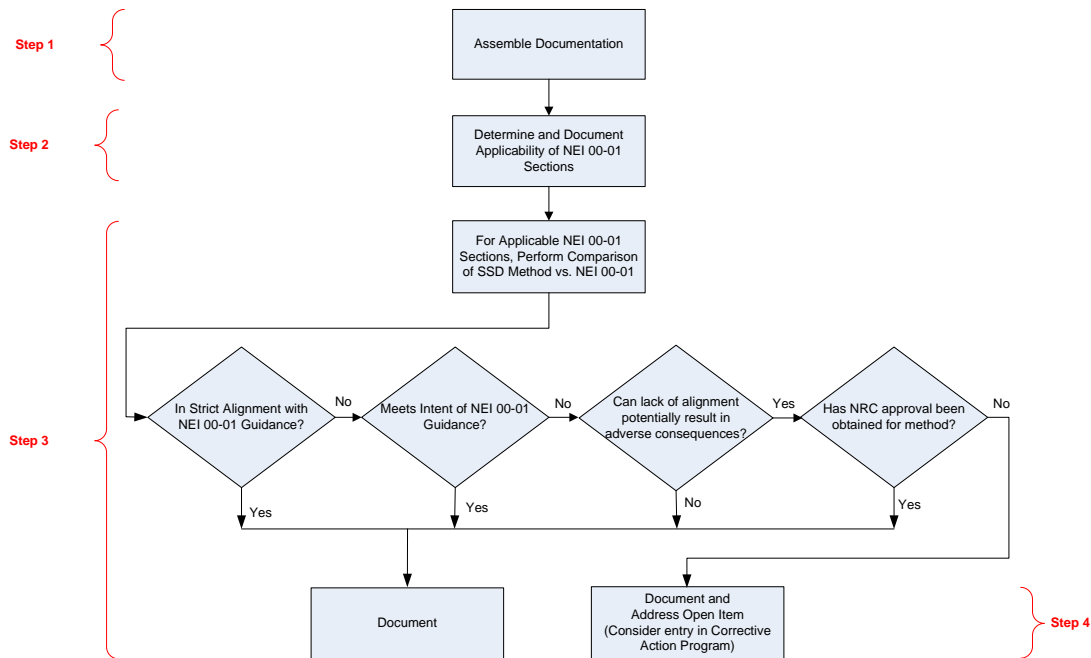 Step 1
Assemble Documentation
Step 2
Determine and Document
Applicability of NEI 00-01
Sections
For Applicable NEI 00-01
Sections, Perform Comparison
of SSD Method vs. NEI 00-01
Step 3
In Strict Alignment with
NEI 00-01 Guidance?
No
Meets Intent of NEI 00-01
Guidance?
No
Can lack of alignment
potentially result in
adverse consequences?
Yes
Has NRC approval been
obtained for method?
No
Yes
Yes
No
Yes
Document
Document and
Address Open Item
(Consider entry in Corrective
Action Program)
Step 4